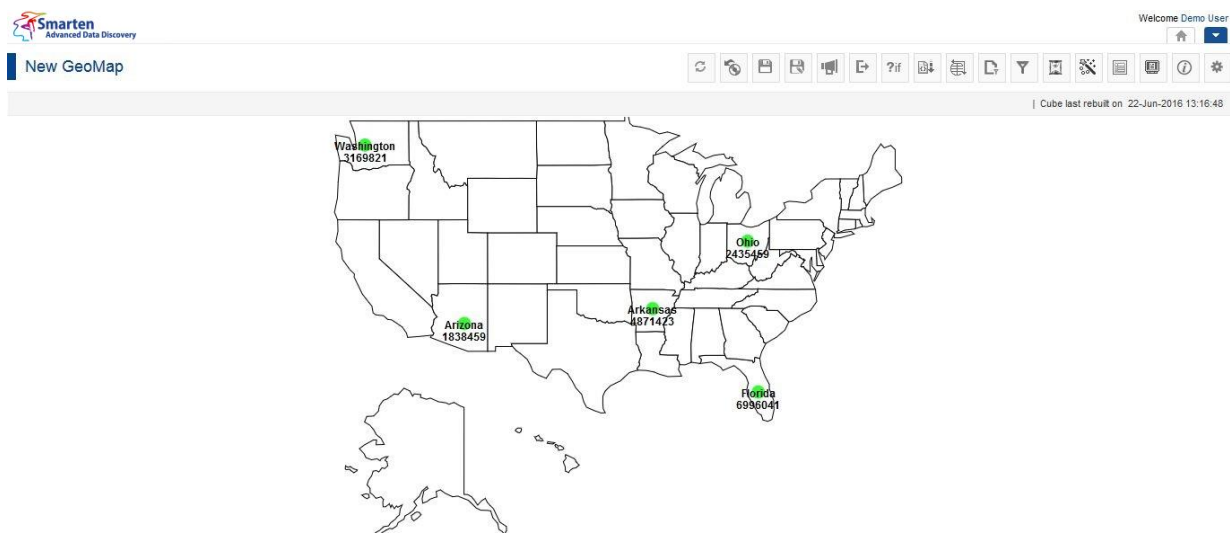 Smarten
Advanced Data Discovery
Welcome Demo User
New GeoMap
?if
| Cube last rebuilt on 22-Jun-2016 13:16:48
Washington
3169821
Ohio
2435459
Arkansas
4871423
Arizona
1838459
Florida
6996041